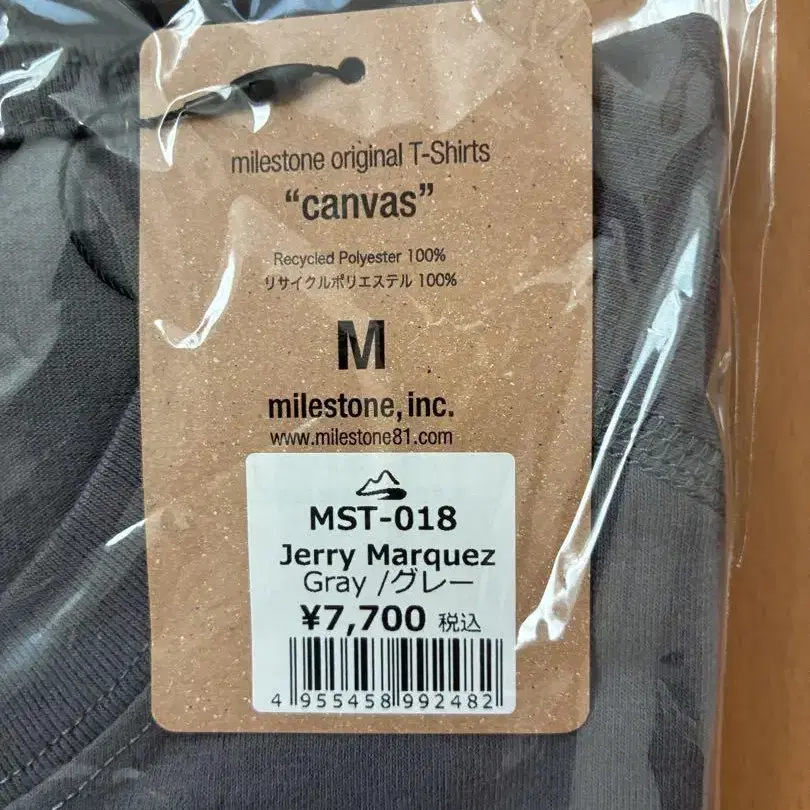 milestone original T-Shirts
“canvas”
Recycled Polyester 100%
リサイクルポリエステル 100%
M
milestone, inc.
www.milestone81.com
MST-018
Jerry Marquez
Gray /グレー
¥7,700 税込
4 955458 992482